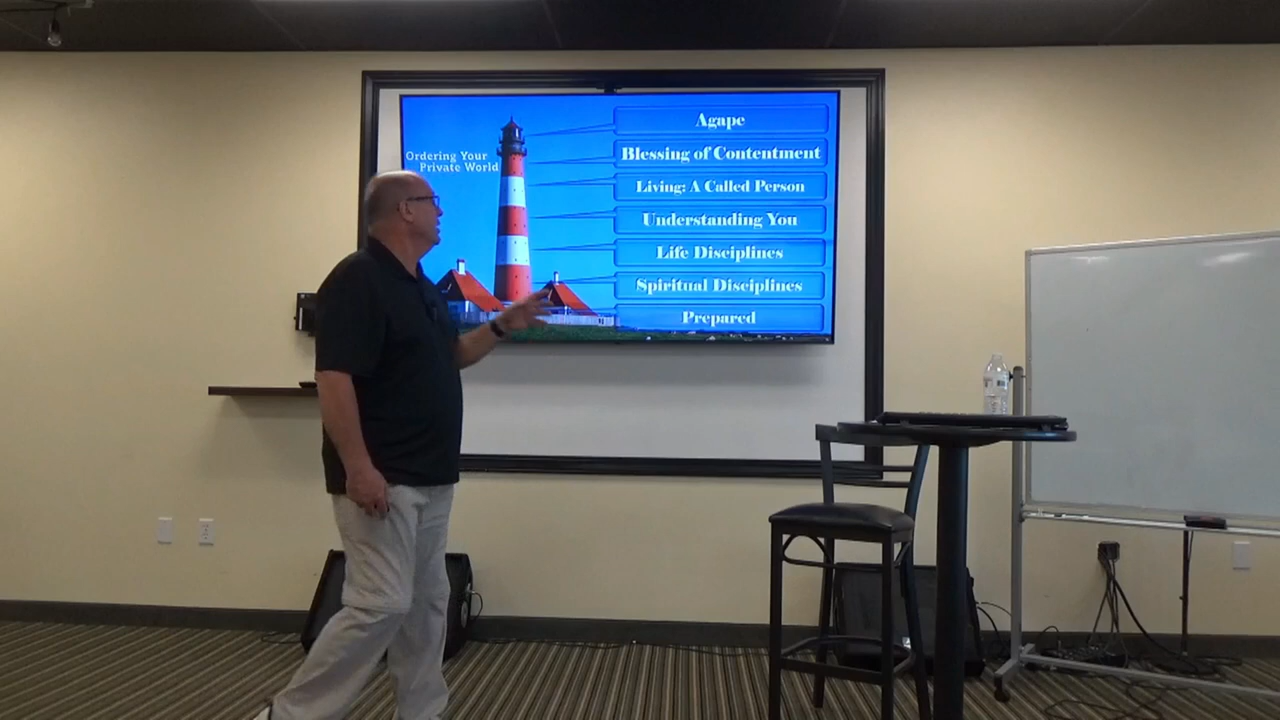 Ordering Your
Private World
Agape
Blessing of Contentment
Living: A Called Person
Understanding You
Life Disciplines
Spiritual Disciplines
Prepared